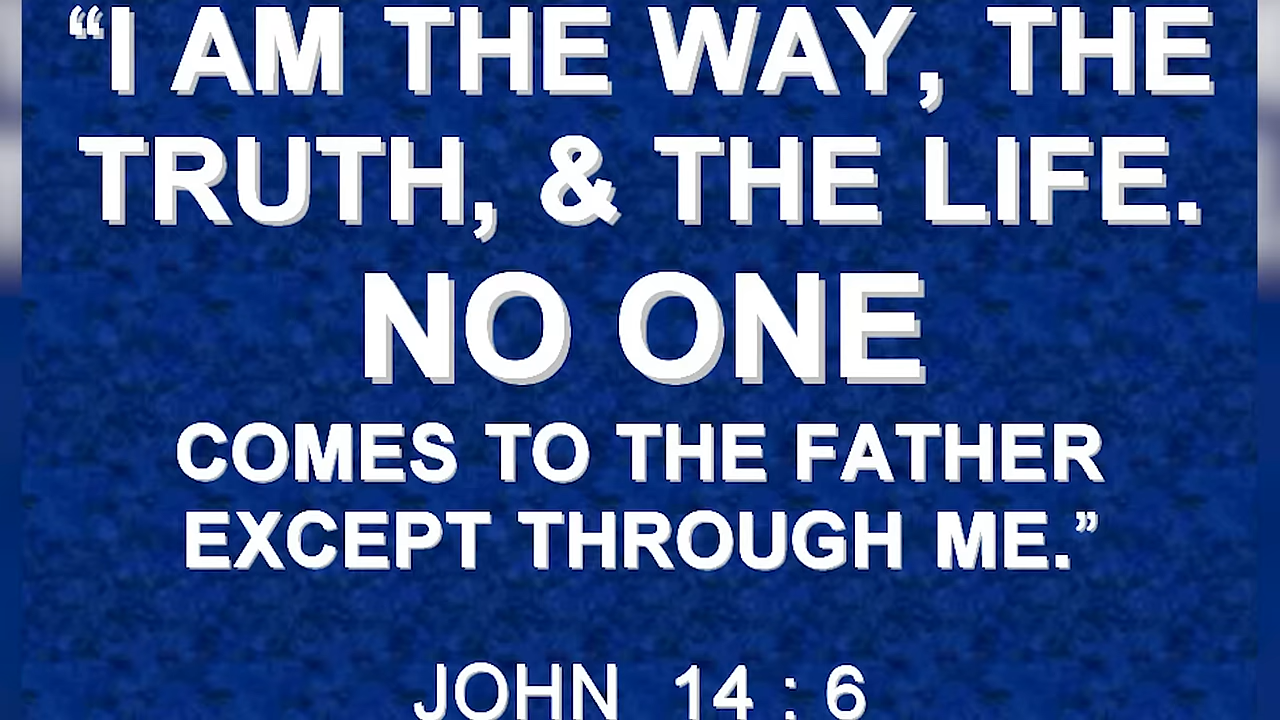 “I AM THE WAY, THE
TRUTH, & THE LIFE.
NO ONE
COMES TO THE FATHER
EXCEPT THROUGH ME.”
JOHN 14 : 6